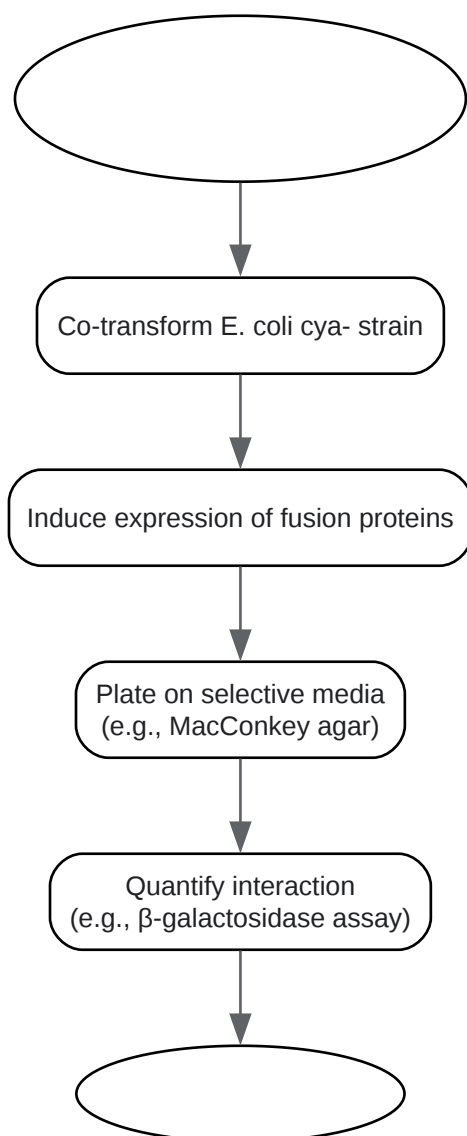 Co-transform E. coli cya- strain
Induce expression of fusion proteins
Plate on selective media
(e.g., MacConkey agar)
Quantify interaction
(e.g., β-galactosidase assay)